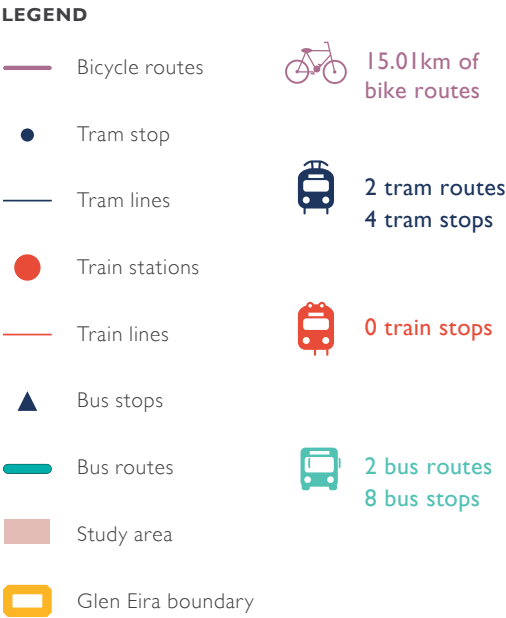 LEGEND
Bicycle routes
Tram stop
Tram lines
Train stations
Train lines
Bus stops
Bus routes
Study area
Glen Eira boundary
15.01km of
bike routes
2 tram routes
4 tram stops
0 train stops
2 bus routes
8 bus stops